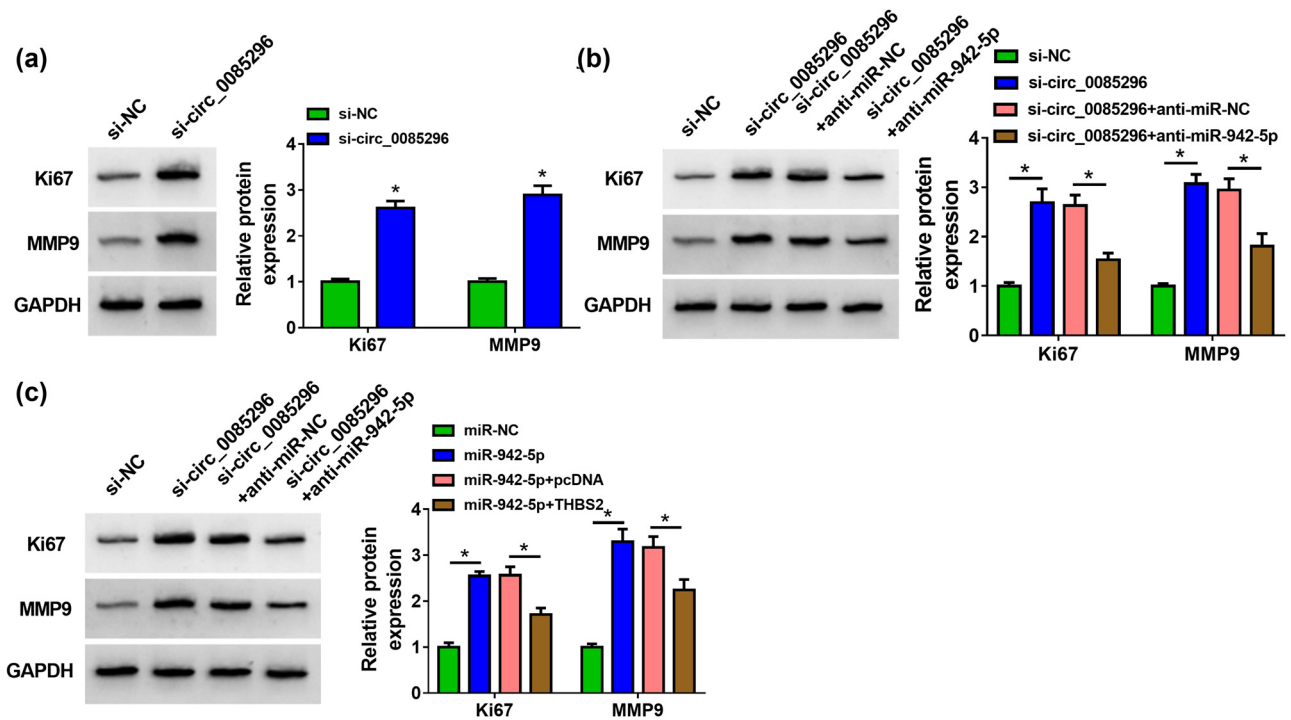 (a)
si-NC
si-circ_0085296
Ki67
MMP9
GAPDH
si-NC
si-circ_0085296
Relative protein
expression
4
3
2
1
0
*
*
Ki67
MMP9
(b)
si-NC
si-circ_0085296
si-circ_0085296
+anti-miR-NC
si-circ_0085296
+anti-miR-942-5p
Ki67
MMP9
GAPDH
si-NC
si-circ_0085296
si-circ_0085296+anti-miR-NC
si-circ_0085296+anti-miR-942-5p
Relative protein
expression
4
3
2
1
0
*
*
*
*
Ki67
MMP9
(c)
si-NC
si-circ_0085296
si-circ_0085296
+anti-miR-NC
si-circ_0085296
+anti-miR-942-5p
Ki67
MMP9
GAPDH
miR-NC
miR-942-5p
miR-942-5p+pcDNA
miR-942-5p+THBS2
Relative protein
expression
4
3
2
1
0
*
*
*
*
Ki67
MMP9